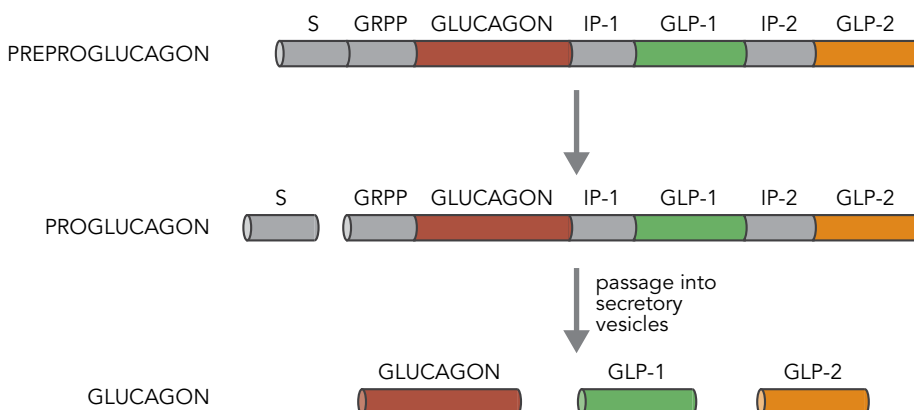 S GRPP GLUCAGON IP-1 GLP-1 IP-2 GLP-2
PREPROGLUCAGON
S GRPP GLUCAGON IP-1 GLP-1 IP-2 GLP-2
PROGLUCAGON
passage into
secretory
vesicles
GLUCAGON GLP-1 GLP-2
GLUCAGON